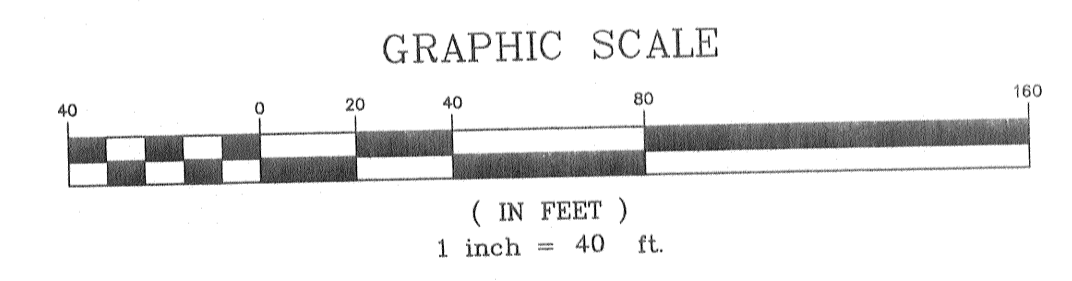 GRAPHIC SCALE
40 0 20 40 80 160
( IN FEET )
1 inch = 40 ft.